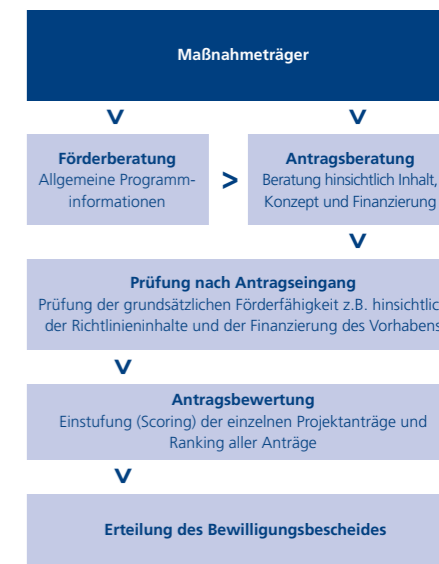 Maßnahmeträger
V
V
Förderberatung
Allgemeine Programm-
informationen
>
Antragsberatung
Beratung hinsichtlich Inhalt,
Konzept und Finanzierung
V
Prüfung nach Antragseingang
Prüfung der grundsätzlichen Förderfähigkeit z.B. hinsichtlic
der Richtlinieninhalte und der Finanzierung des Vorhabens
V
Antragsbewertung
Einstufung (Scoring) der einzelnen Projektanträge und
Ranking aller Anträge
V
Erteilung des Bewilligungsbescheides